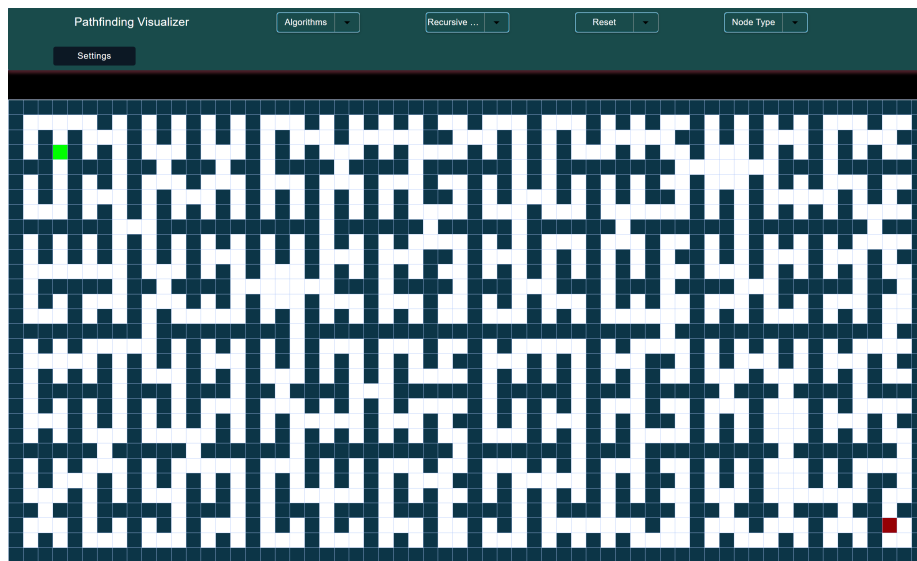 Pathfinding Visualizer
Algorithms
Recursive ...
Reset
Node Type
Settings